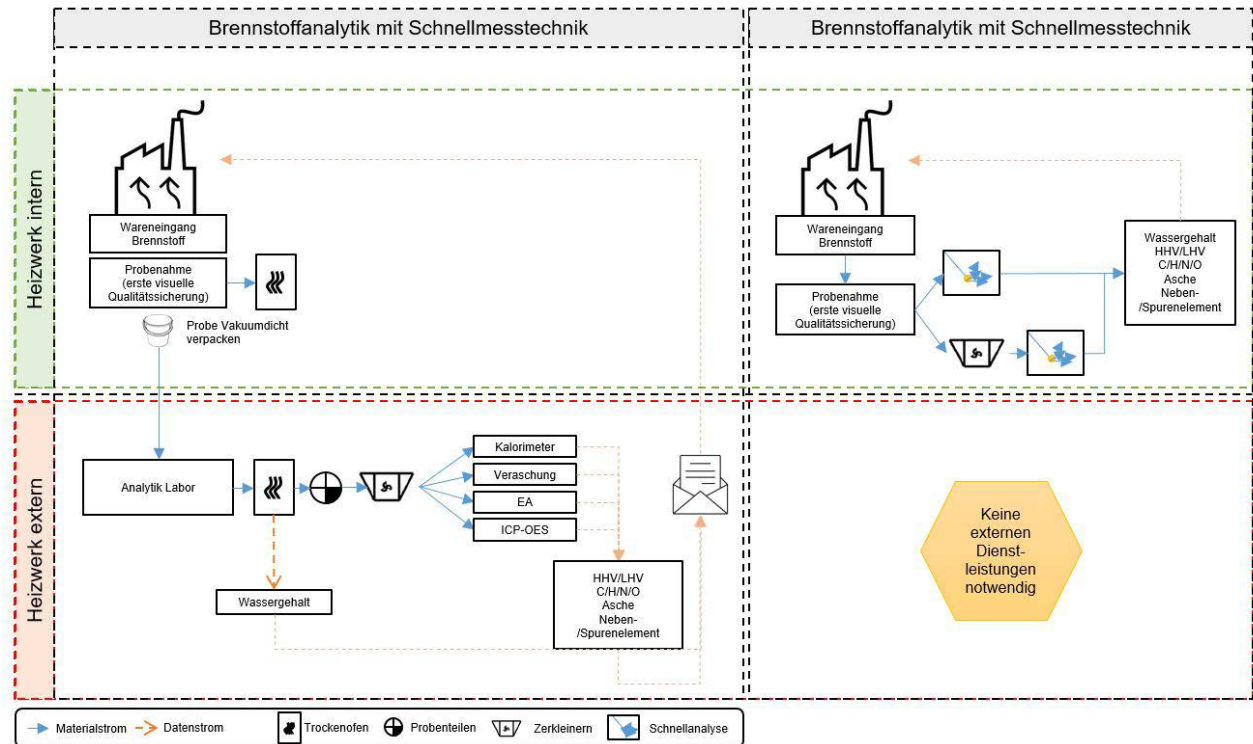 Brennstoffanalytik mit Schnellmesstechnik
Brennstoffanalytik mit Schnellmesstechnik
Heizwerk intern
Wareneingang
Brennstoff
Probenahme
(erste visuelle
Qualitätssicherung)
Probe Vakuumdicht
verpacken
Wareneingang
Brennstoff
Probenahme
(erste visuelle
Qualitätssicherung)
Wassergehalt
HHV/LHV
C/H/N/O
Asche
Neben-
/Spurenelement
Heizwerk extern
Analytik Labor
Kalorimeter
Veraschung
EA
ICP-OES
Wassergehalt
HHV/LHV
C/H/N/O
Asche
Neben-
/Spurenelement
Keine
externen
Dienst-
leistungen
notwendig
Materialstrom
Datenstrom
Trockenofen
Probenteilen
Zerkleinern
Schnellanalyse